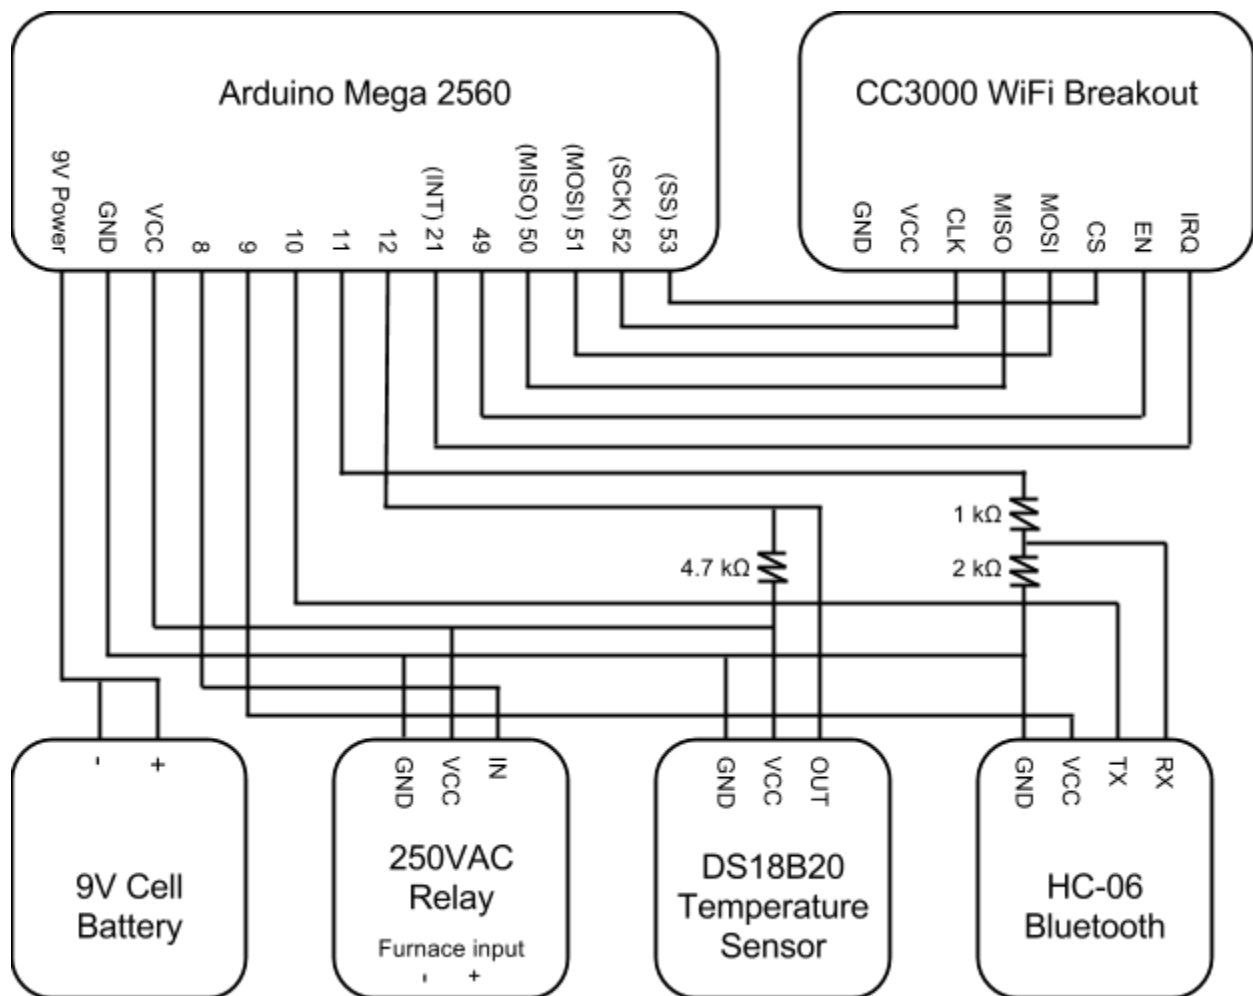 Arduino Mega 2560
9V Power
GND
VCC
8
9
10
11
12
(INT) 21
49
(MISO) 50
(MOSI) 51
(SCK) 52
(SS) 53
CC3000 WiFi Breakout
GND
VCC
CLK
MISO
MOSI
CS
EN
IRQ
1 kΩ
4.7 kΩ
2 kΩ
-
+
9V Cell
Battery
GND
VCC
IN
250VAC
Relay
Furnace input
- +
GND
VCC
OUT
DS18B20
Temperature
Sensor
GND
VCC
TX
RX
HC-06
Bluetooth